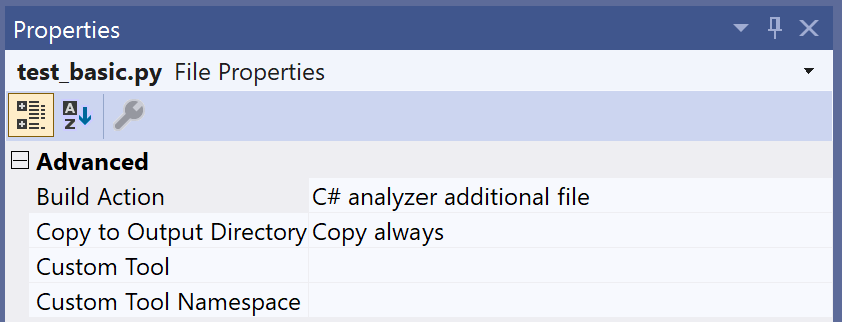 Properties
test_basic.py File Properties
A
Z
Advanced
Build Action C# analyzer additional file
Copy to Output Directory Copy always
Custom Tool
Custom Tool Namespace